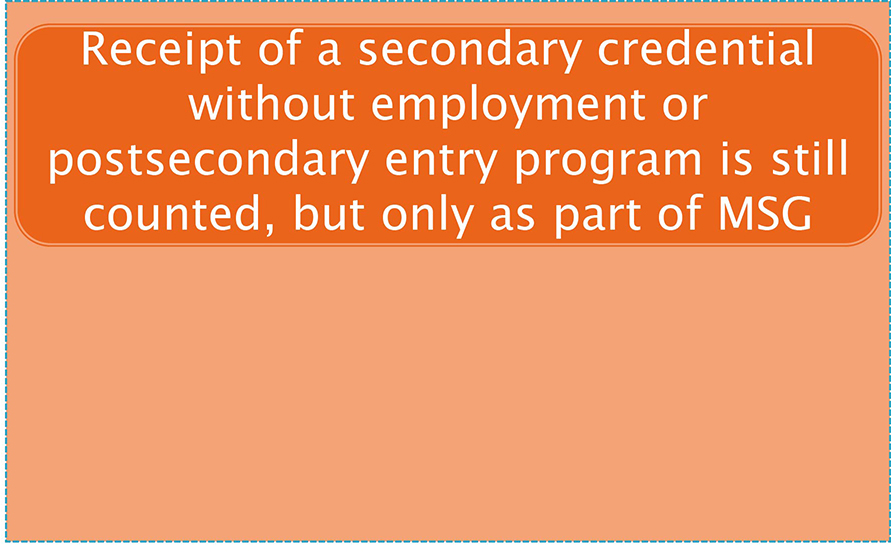 Receipt of a secondary credential
without employment or
postsecondary entry program is still
counted, but only as part of MSG